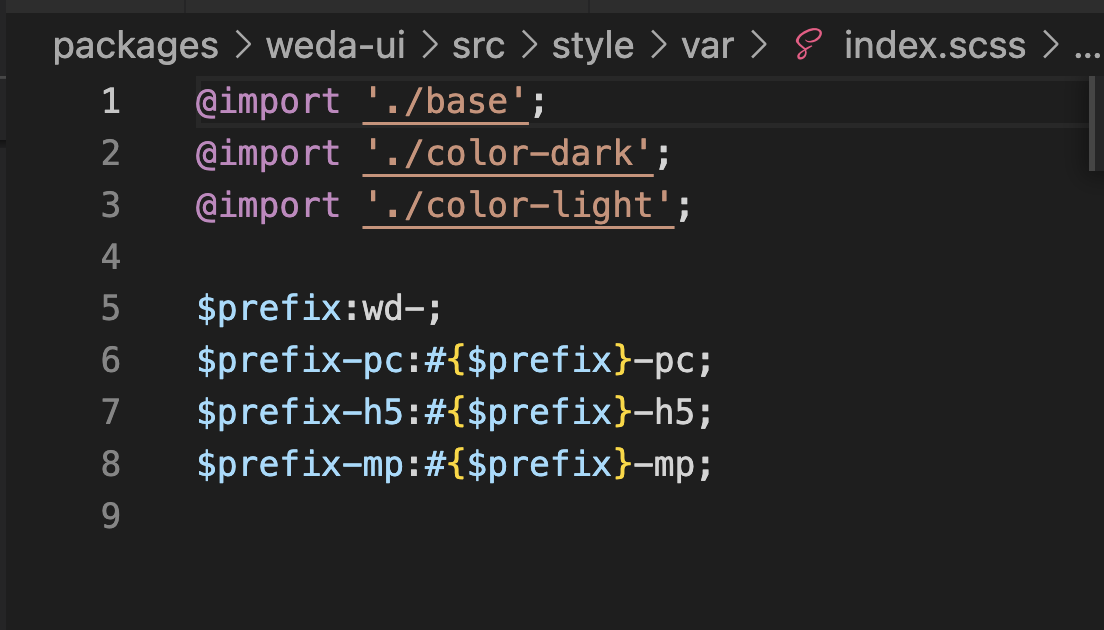 packages > weda-ui > src > style > var > index.scss > ...
1 @import './base';
2 @import './color-dark';
3 @import './color-light';
4
5 $prefix:wd-;
6 $prefix-pc:#{$prefix}-pc;
7 $prefix-h5:#{$prefix}-h5;
8 $prefix-mp:#{$prefix}-mp;
9